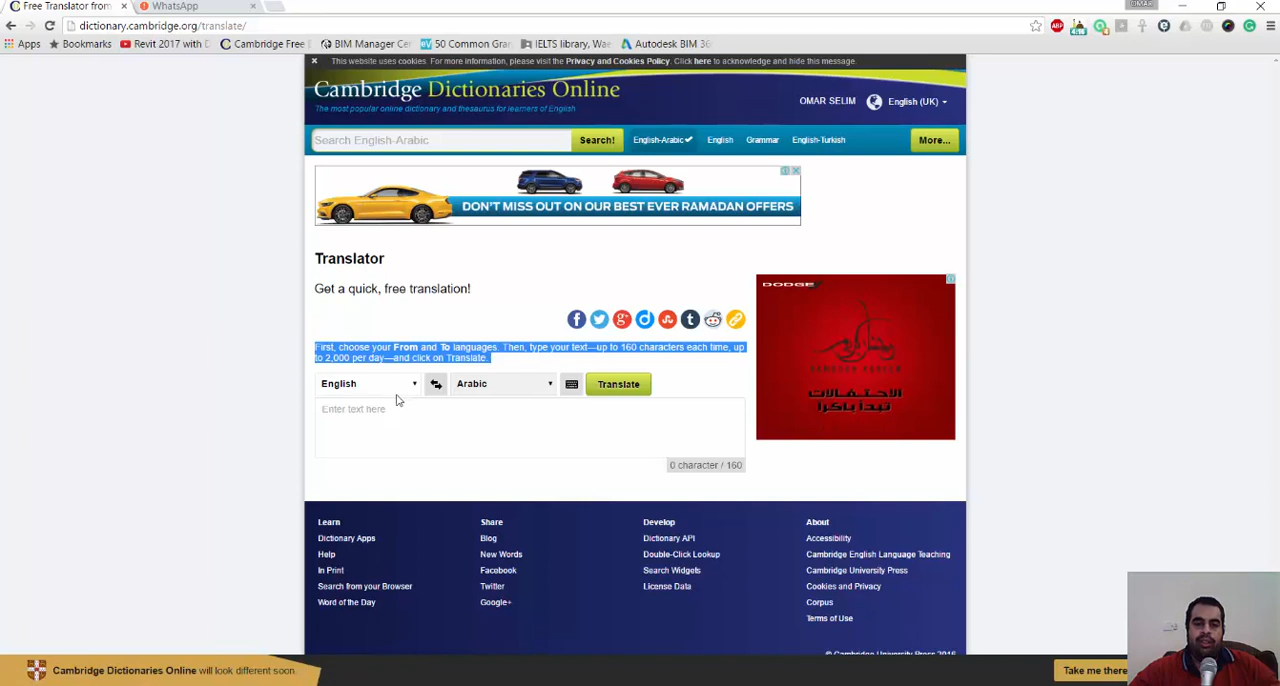 Free Translator from
WhatsApp
OMAR
dictionary.cambridge.org/translate/
ABP
Apps
Bookmarks
Revit 2017 with D
Cambridge Free E
BIM Manager Cer
50 Common Gra
IELTS library, Wae
Autodesk BIM 36
This website uses cookies. For more information, please visit the Privacy and Cookies Policy. Click here to acknowledge and hide this message.
Cambridge Dictionaries Online
The most popular online dictionary and thesaurus for learners of English
OMAR SELIM
English (UK)
Search English-Arabic
Search!
English-Arabic
English
Grammar
English-Turkish
More...
DON'T MISS OUT ON OUR BEST EVER RAMADAN OFFERS
Translator
Get a quick, free translation!
DODGE
First, choose your From and To languages. Then, type your text—up to 160 characters each time, up
to 2,000 per day—and click on Translate.
English
Arabic
Translate
الاحتفالات
تبدأ باكرا
Enter text here
0 character / 160
Learn
Dictionary Apps
Help
In Print
Search from your Browser
Word of the Day
Share
Blog
New Words
Facebook
Twitter
Google+
Develop
Dictionary API
Double-Click Lookup
Search Widgets
License Data
About
Accessibility
Cambridge English Language Teaching
Cambridge University Press
Cookies and Privacy
Corpus
Terms of Use
© Cambridge University Press 2016
Cambridge Dictionaries Online will look different soon.
Take me there